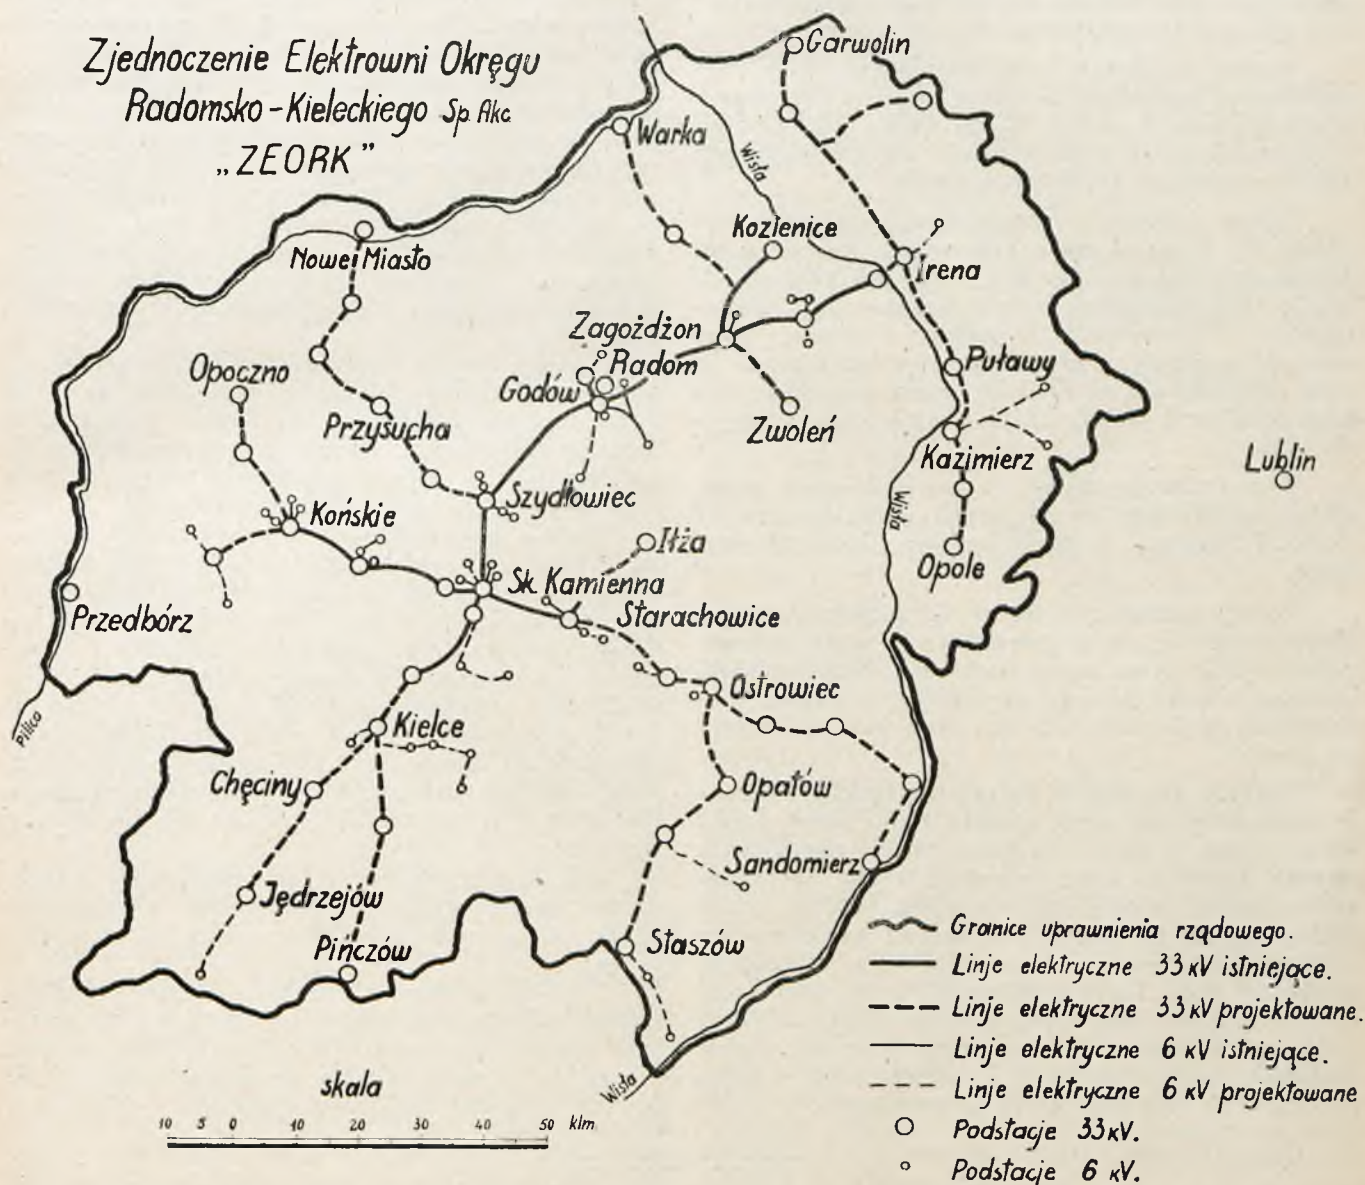 Zjednoczenie Elektrowni Okręgu
Radomsko-Kieleckiego Sp. Akc.
„ZEORK”
Garwolin
Warka
Wisła
Kozienice
Nowe Miasto
Irena
Zagożdżon
Radom
Opoczno
Godów
Puławy
Przysucha
Zwoleń
Kazimierz
Lublin
Szydłowiec
Wisła
Końskie
Iłża
Opole
Sk. Kamienna
Przedbórz
Starachowice
Ostrowiec
Pilica
Kielce
Chęciny
Opatów
Sandomierz
Jędrzejów
Pińczów
Staszów
Wisła
Granice uprawnienia rządowego.
Linje elektryczne 33 kV istniejące.
Linje elektryczne 33 kV projektowane.
Linje elektryczne 6 kV istniejące.
Linje elektryczne 6 kV projektowane
Podstacje 33 kV.
Podstacje 6 kV.
skala
10 5 0 10 20 30 40 50 klm